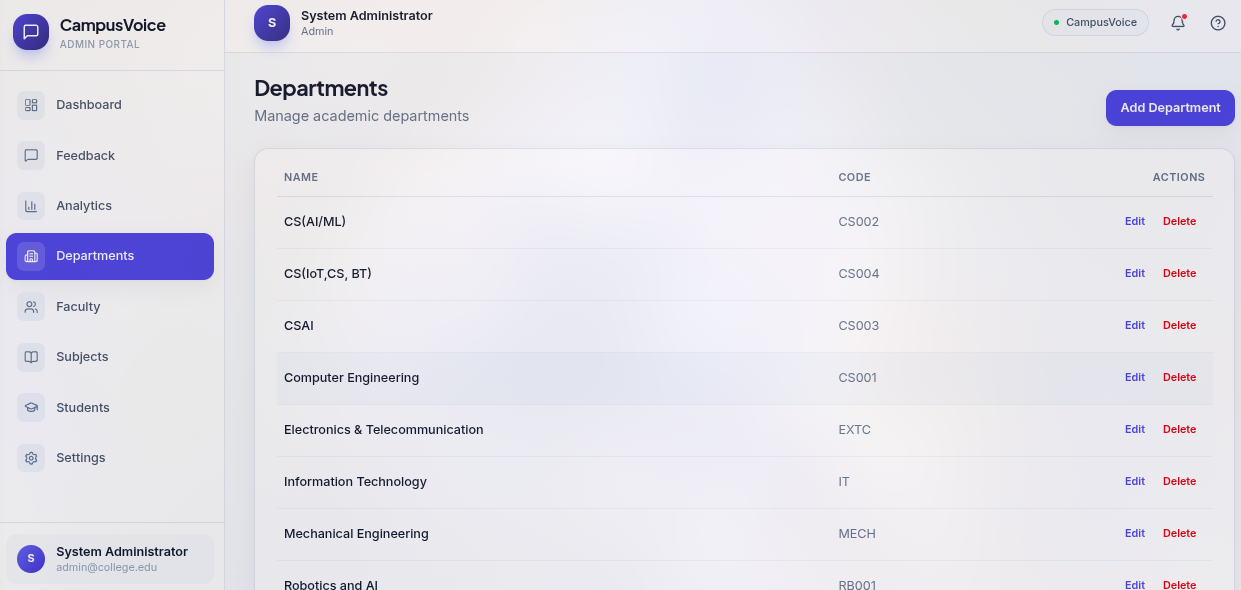 CampusVoice
ADMIN PORTAL
Dashboard
Feedback
Analytics
Departments
Faculty
Subjects
Students
Settings
S
System Administrator
admin@college.edu
S
System Administrator
Admin
CampusVoice
Departments
Manage academic departments
Add Department
NAME CODE ACTIONS
CS(AI/ML) CS002 Edit Delete
CS(IoT,CS, BT) CS004 Edit Delete
CSAI CS003 Edit Delete
Computer Engineering CS001 Edit Delete
Electronics & Telecommunication EXTC Edit Delete
Information Technology IT Edit Delete
Mechanical Engineering MECH Edit Delete
Robotics and AI RB001 Edit Delete